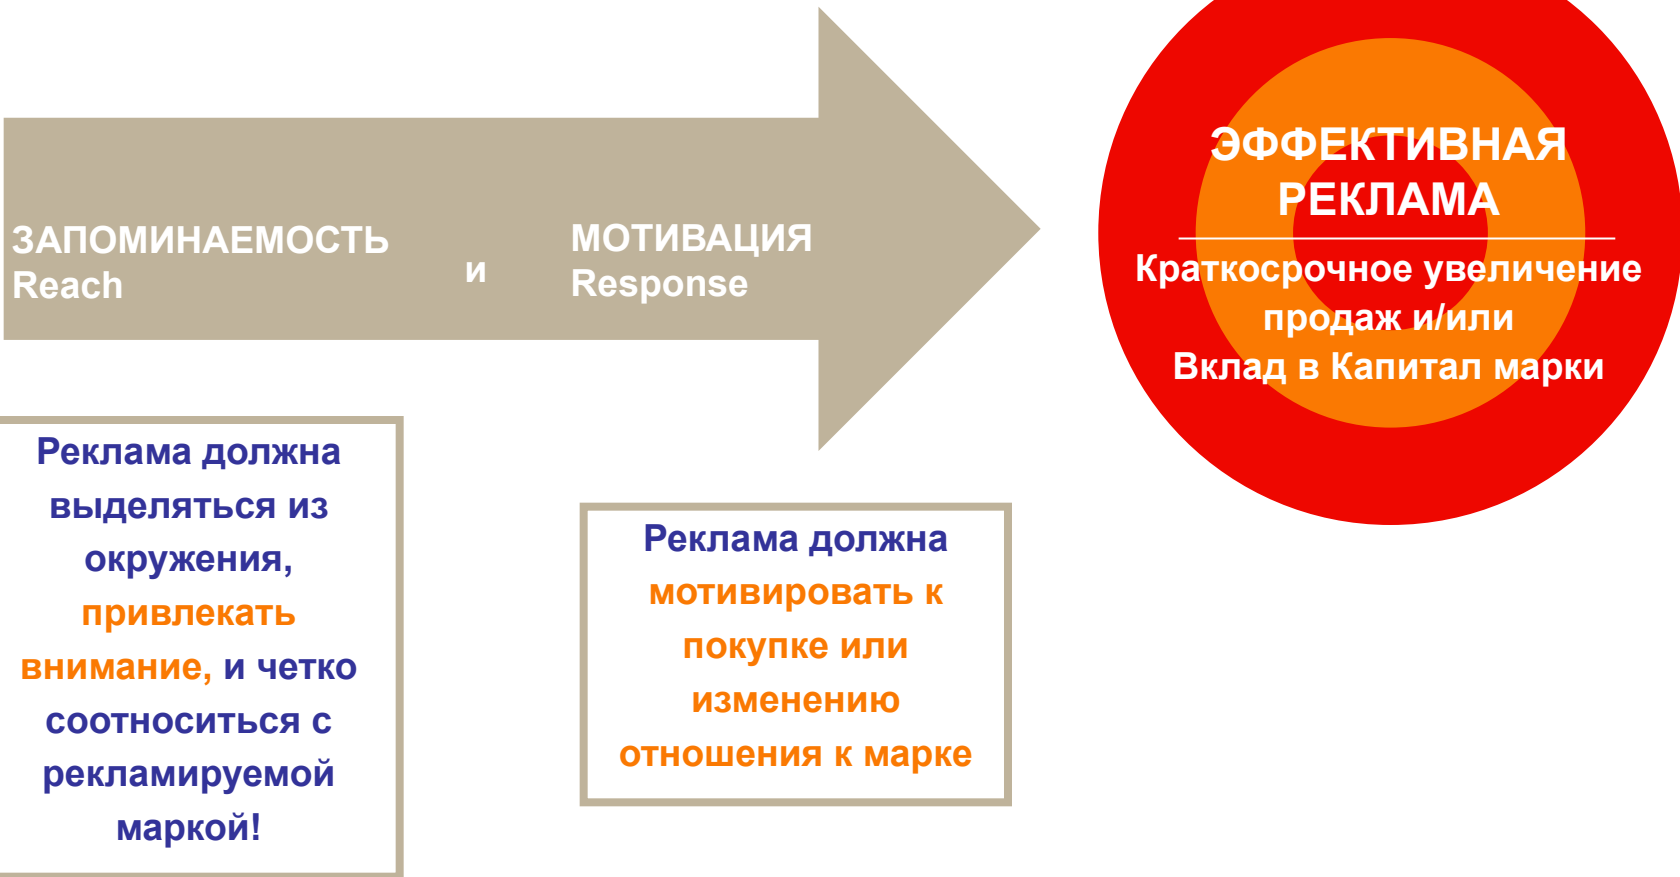 ЗАПОМИНАЕМОСТЬ
Reach
и
МОТИВАЦИЯ
Response
ЭФФЕКТИВНАЯ
РЕКЛАМА
Краткосрочное увеличение
продаж и/или
Вклад в Капитал марки
Реклама должна
выделяться из
окружения,
привлекать
внимание, и четко
соотноситься с
рекламируемой
маркой!
Реклама должна
мотивировать к
покупке или
изменению
отношения к марке